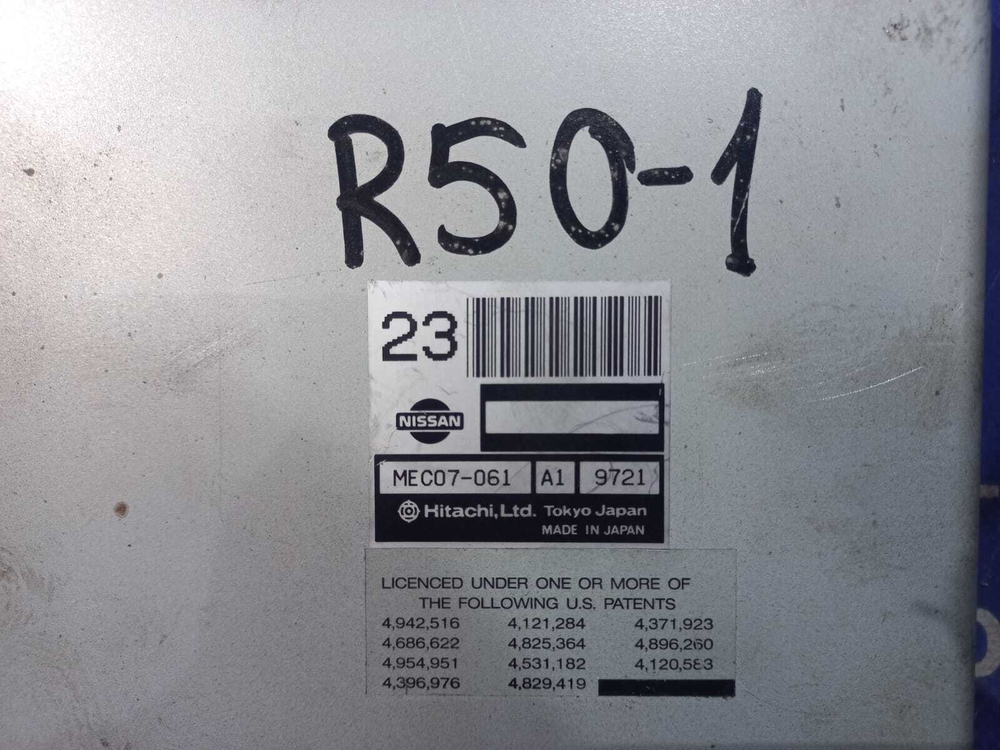 R50-1
23
NISSAN
MEC07-061 A1 9721
Hitachi,Ltd. Tokyo Japan
MADE IN JAPAN
LICENCED UNDER ONE OR MORE OF
THE FOLLOWING U.S. PATENTS
4,942,516 4,121,284 4,371,923
4,686,622 4,825,364 4,896,260
4,954,951 4,531,182 4,120,583
4,396,976 4,829,419